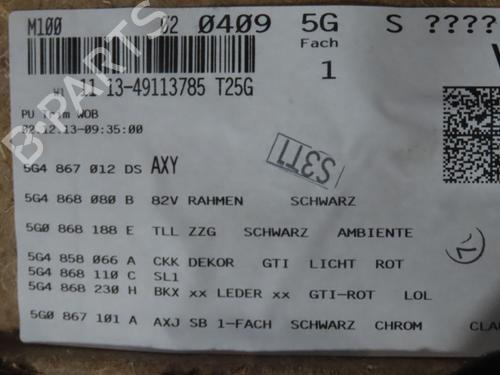 M100 02 0409 5G S ????
Fach
1
11 13-49113785 T25G
PU Trim WOB
02.12.13-09:35:00
S3T1
5G4 867 012 DS AXY
5G4 868 080 B 82V RAHMEN SCHWARZ
5G0 868 188 E TLL ZZG SCHWARZ AMBIENTE
5G4 858 066 A CKK DEKOR GTI LICHT ROT
5G4 868 110 C SL1
5G4 868 230 H BKX xx LEDER xx GTI-ROT LOL
5G0 867 101 A AXJ SB 1-FACH SCHWARZ CHROM
B-PARTS